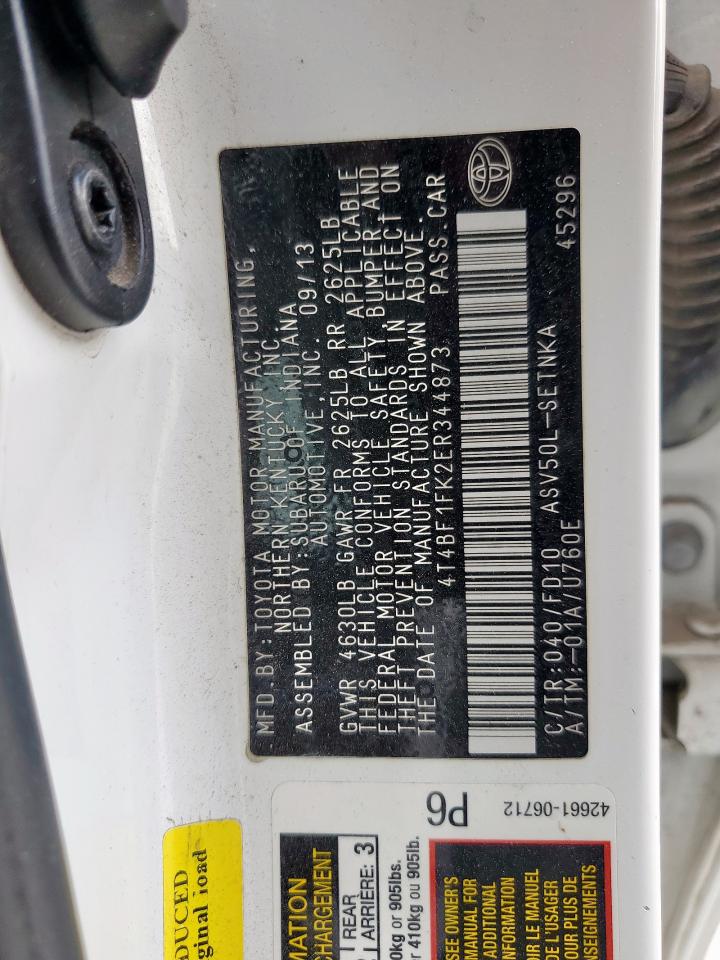 MFD. BY: TOYOTA MOTOR MANUFACTURING,
NORTHERN KENTUCKY INC.
ASSEMBLED BY: SUBARU OF INDIANA
AUTOMOTIVE, INC. 09/13
GVWR 4630LB GAWR FR 2625LB RR 2625LB
THIS VEHICLE CONFORMS TO ALL APPLICABLE
FEDERAL MOTOR VEHICLE SAFETY, BUMPER AND
THEFT PREVENTION STANDARDS IN EFFECT ON
THE DATE OF MANUFACTURE SHOWN ABOVE.
4T4BF1FK2ER344873 PASS.CAR
C/TR:040/FD10 ASV50L-SETNKA 45296
A/TM:-01A/U760E
DUCED
ginal load
P6
42661-06712
MATION
CHARGEMENT
REAR
ARRIÈRE: 3
0kg or 905lbs.
r 410kg ou 905lb.
SEE OWNER'S
MANUAL FOR
ADDITIONAL
INFORMATION
LE MANUEL
DE L'USAGER
OUR PLUS DE
ENSEIGNEMENTS